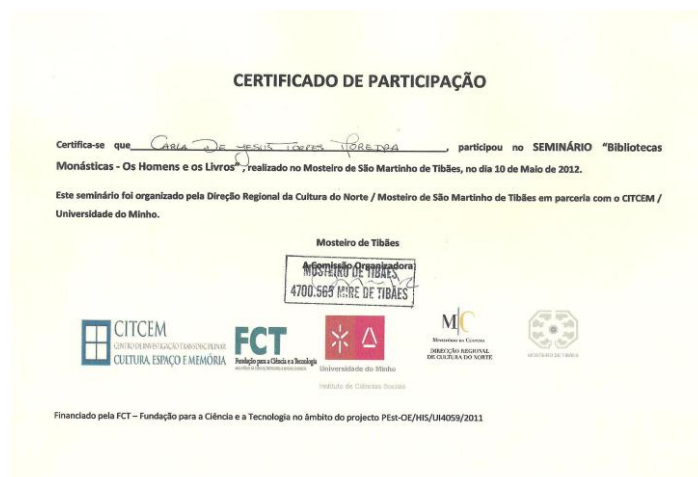 CERTIFICADO DE PARTICIPAÇÃO
Certifica-se que CARLA DE JESUS TORRES MOREIRA, participou no SEMINÁRIO "Bibliotecas
Monásticas - Os Homens e os Livros", realizado no Mosteiro de São Martinho de Tibães, no dia 10 de Maio de 2012.
Este seminário foi organizado pela Direção Regional da Cultura do Norte / Mosteiro de São Martinho de Tibães em parceria com o CITCEM /
Universidade do Minho.
Mosteiro de Tibães
A Comissão Organizadora
MOSTEIRO DE TIBÃES
4700.565 MIRE DE TIBÃES
CITCEM
CENTRO DE INVESTIGAÇÃO TRANSDISCIPLINAR
CULTURA, ESPAÇO E MEMÓRIA
FCT
Fundação para a Ciência e a Tecnologia
Universidade do Minho
Instituto de Ciências Sociais
MC
MINISTÉRIO DA CULTURA
DIRECÇÃO REGIONAL
DE CULTURA DO NORTE
MOSTEIRO DE TIBÃES
Financiado pela FCT – Fundação para a Ciência e a Tecnologia no âmbito do projecto PEst-OE/HIS/UI4059/2011